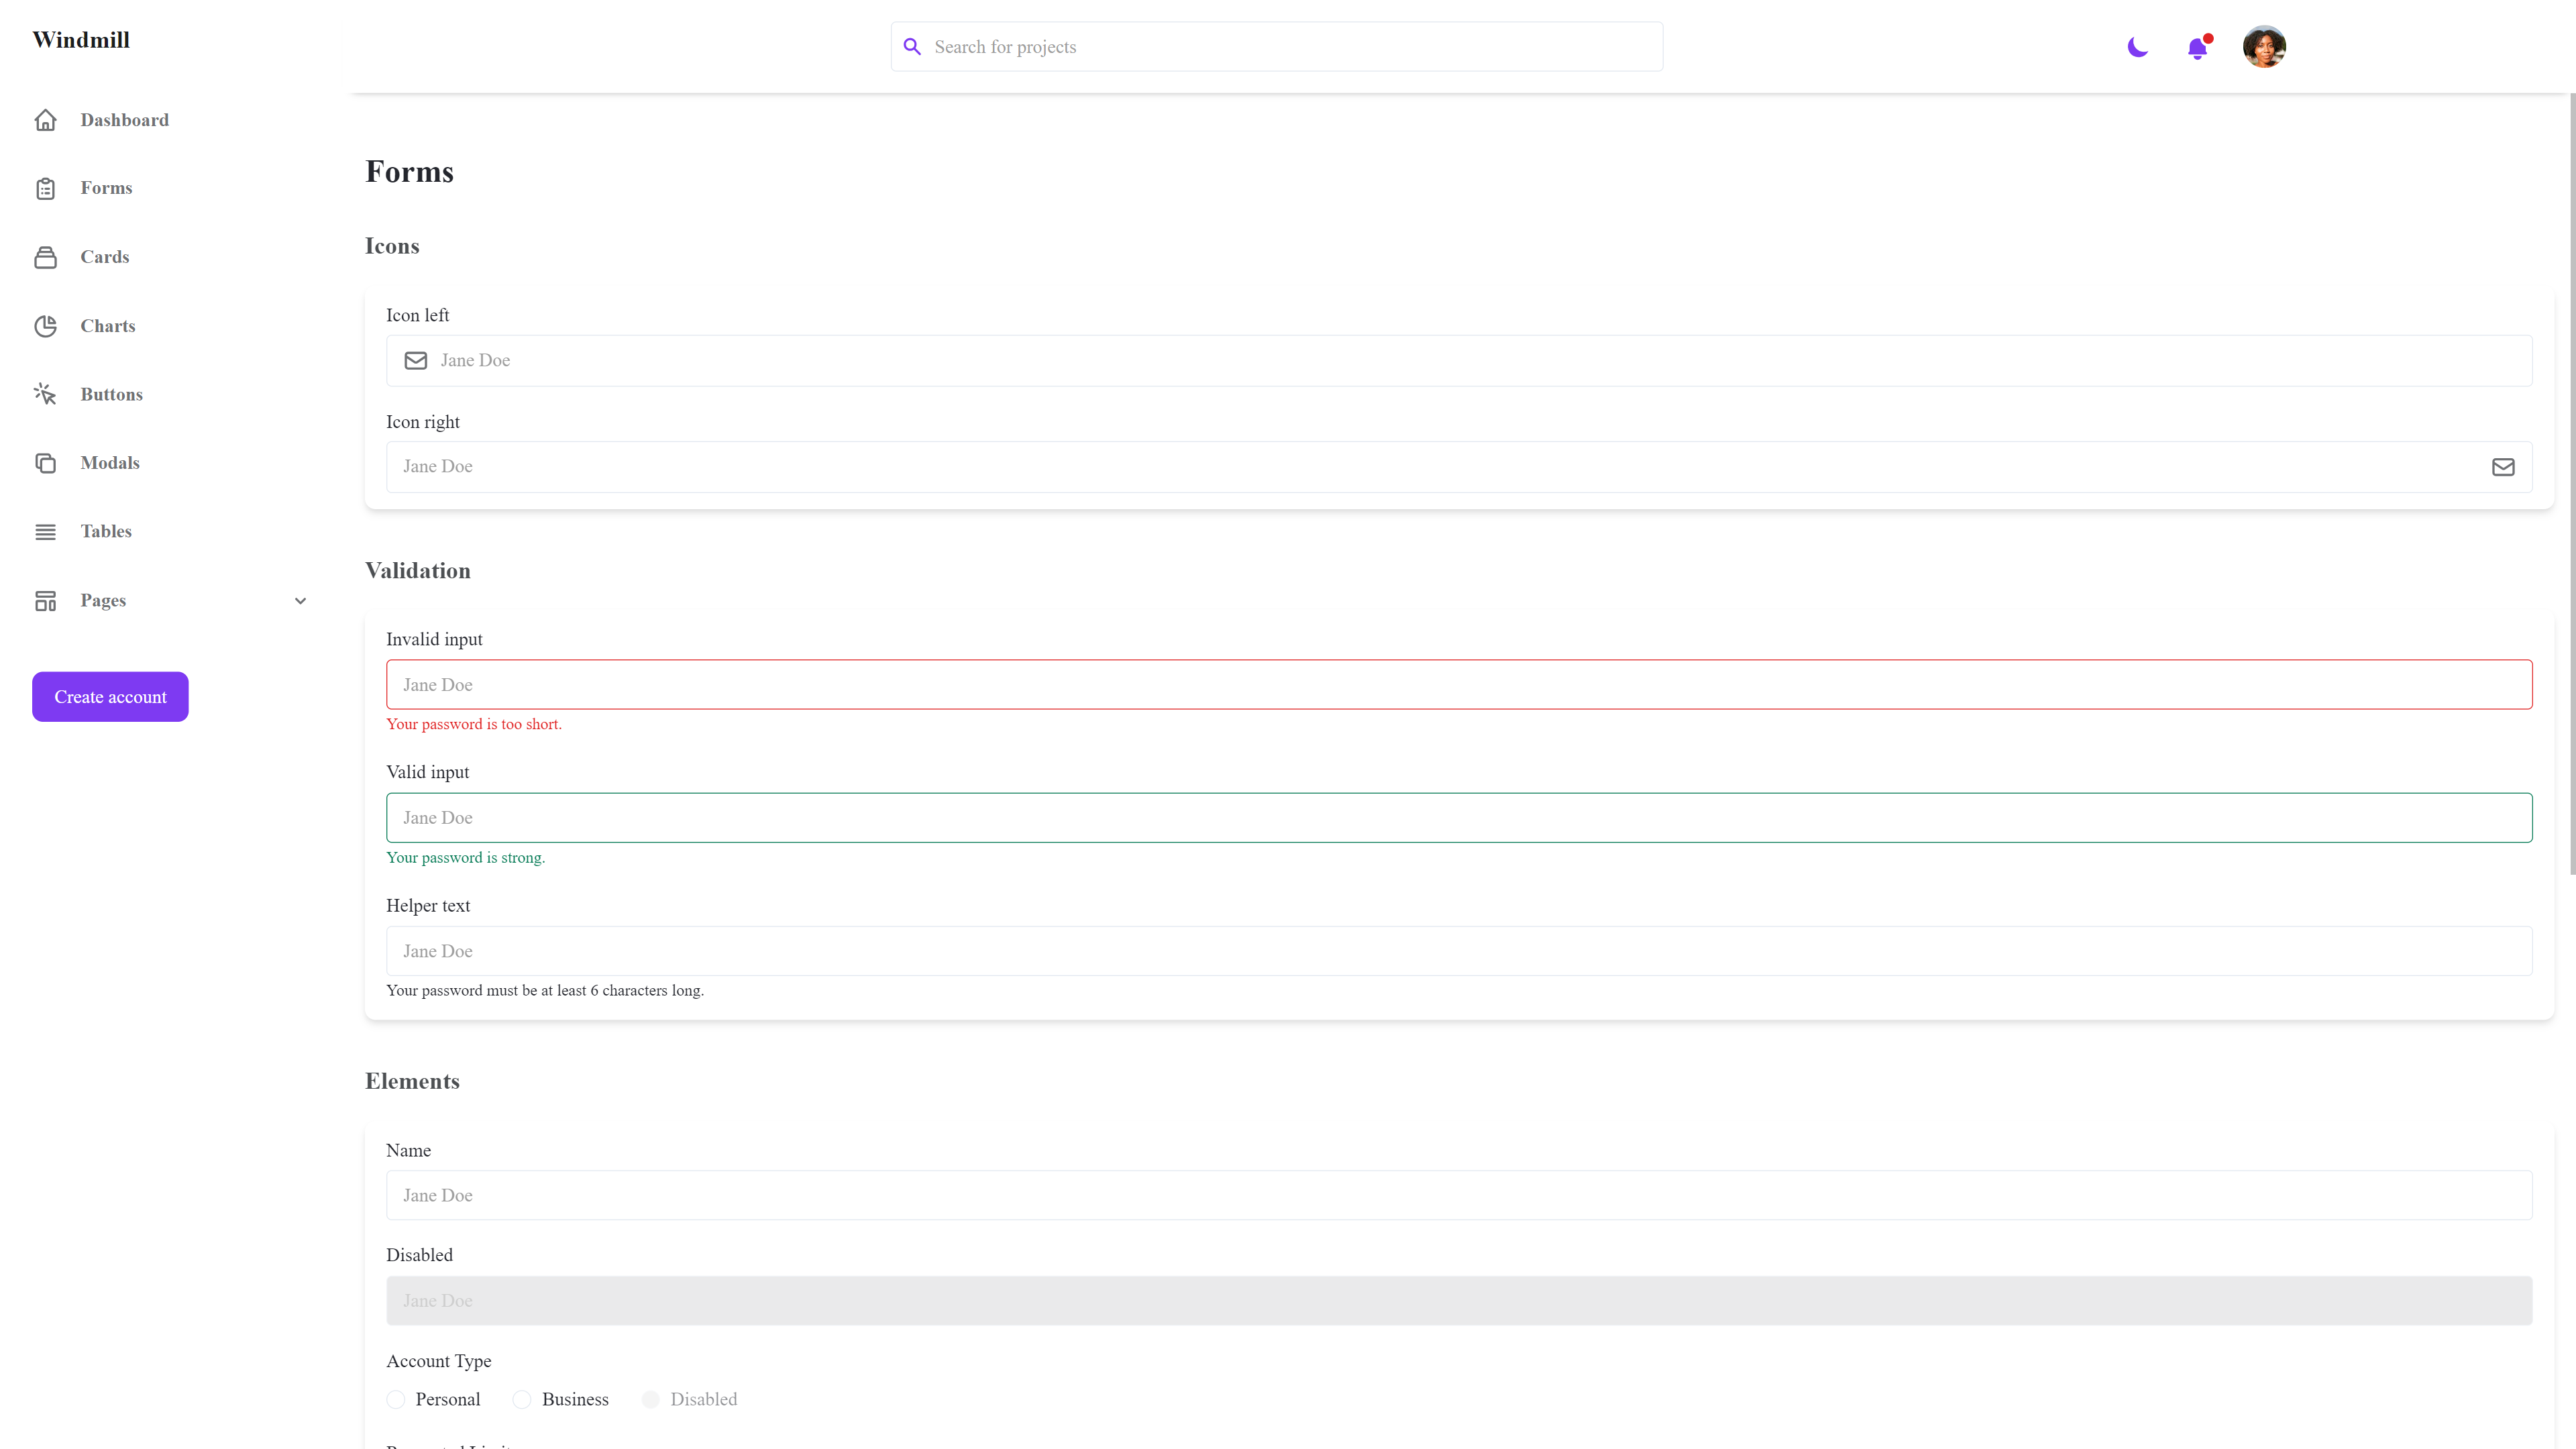 Windmill
Search for projects
Dashboard
Forms
Cards
Charts
Buttons
Modals
Tables
Pages
Create account
Forms
Icons
Icon left
Jane Doe
Icon right
Jane Doe
Validation
Invalid input
Jane Doe
Your password is too short.
Valid input
Jane Doe
Your password is strong.
Helper text
Jane Doe
Your password must be at least 6 characters long.
Elements
Name
Jane Doe
Disabled
Jane Doe
Account Type
Personal Business Disabled